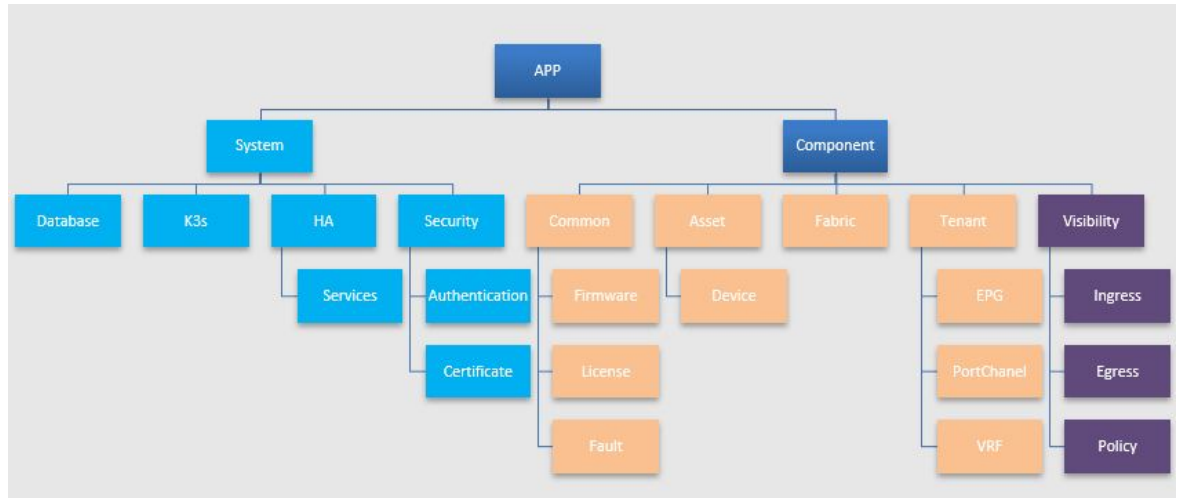 APP
System
Component
Database
K3s
HA
Security
Common
Asset
Fabric
Tenant
Visibility
Services
Authentication
Firmware
Device
EPG
Ingress
Certificate
License
PortChanel
Egress
Fault
VRF
Policy